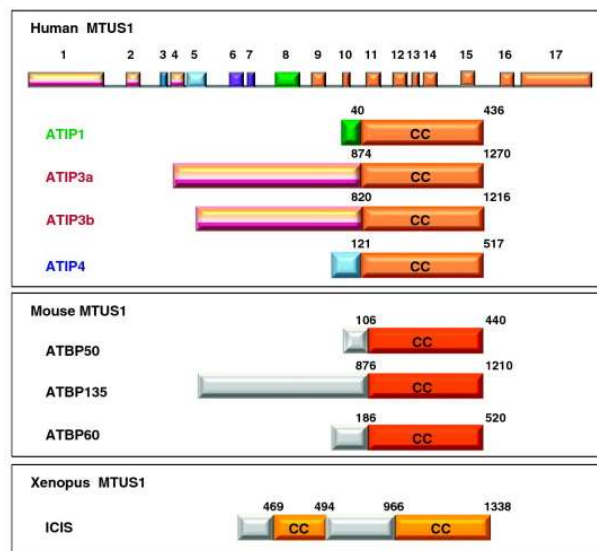 Human MTUS1
1 2 3 4 5 6 7 8 9 10 11 12 13 14 15 16 17
40 436
ATIP1 CC
874 1270
ATIP3a CC
820 1216
ATIP3b CC
121 517
ATIP4 CC
Mouse MTUS1
106 440
ATBP50 CC
876 1210
ATBP135 CC
186 520
ATBP60 CC
Xenopus MTUS1
469 494 966 1338
ICIS CC CC